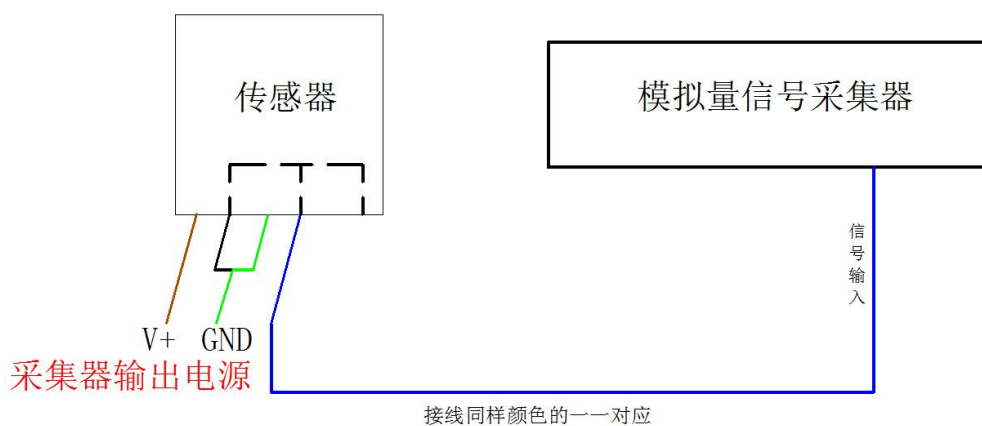 传感器
模拟量信号采集器
信号输入
V+ GND
采集器输出电源
接线同样颜色的一一对应